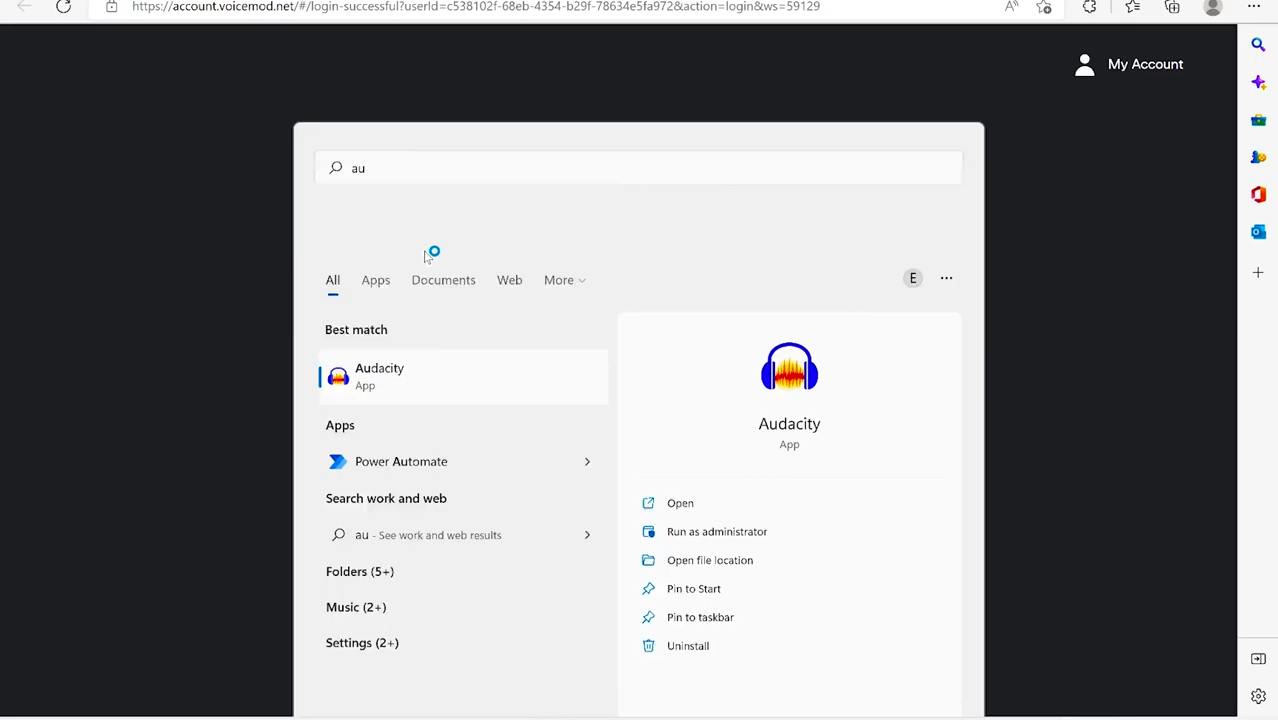 https://account.voicemod.net/#/login-successful?userId=c538102f-68eb-4354-b29f-78634e5fa972&action=login&ws=59129
My Account
au
All Apps Documents Web More
E
Best match
Audacity
App
Apps
Power Automate
Search work and web
au - See work and web results
Folders (5+)
Music (2+)
Settings (2+)
Audacity
App
Open
Run as administrator
Open file location
Pin to Start
Pin to taskbar
Uninstall